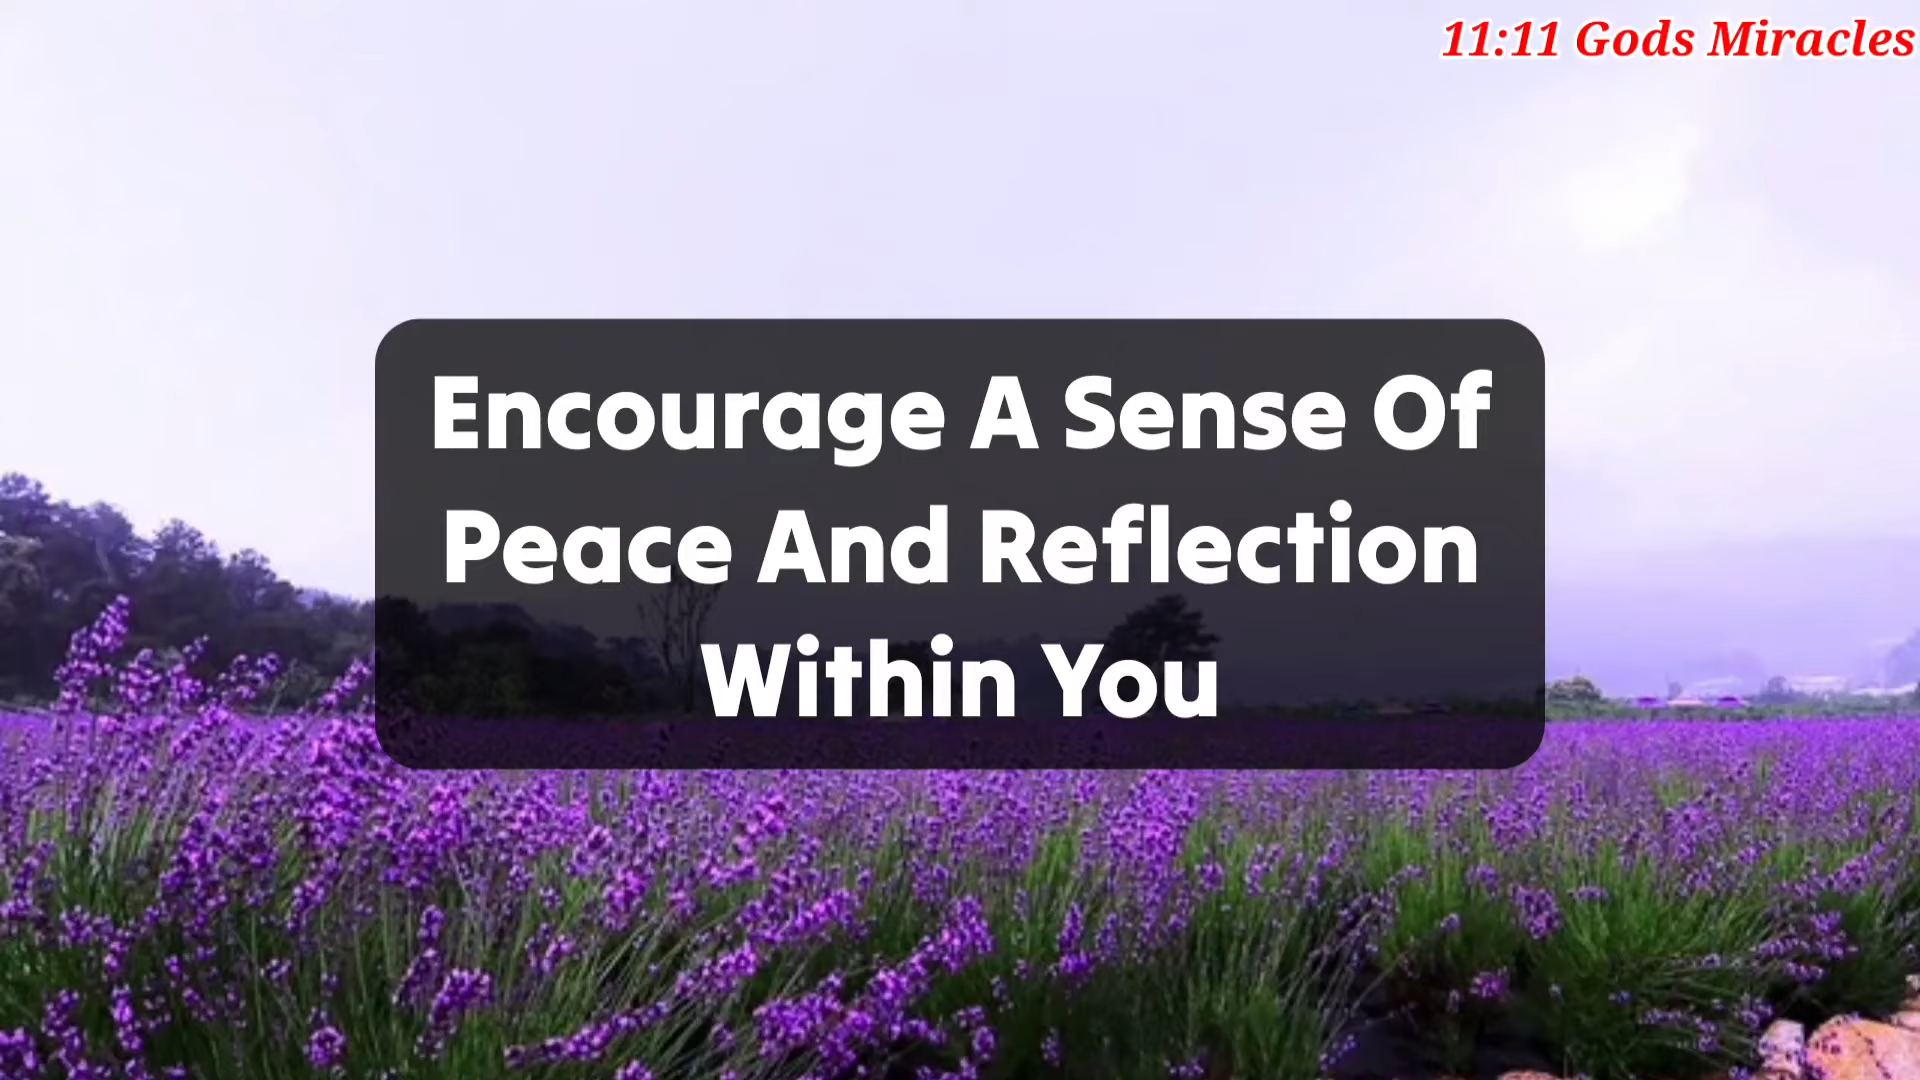 11:11 Gods Miracles
Encourage A Sense Of
Peace And Reflection
Within You